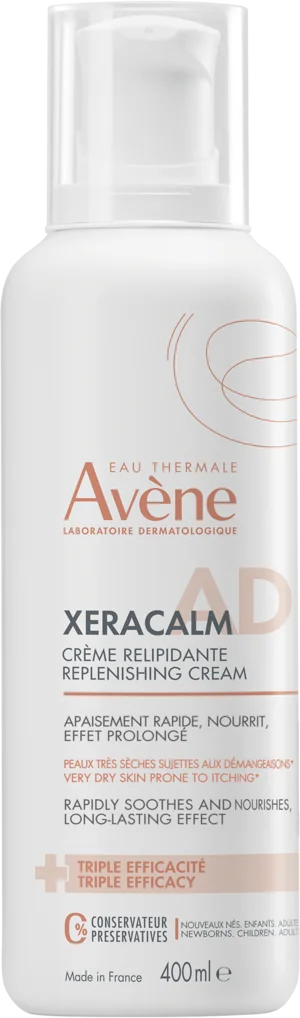 EAU THERMALE
Avène
LABORATOIRE DERMATOLOGIQUE
XERACALM AD
CRÈME RELIPIDANTE
REPLENISHING CREAM
APAISEMENT RAPIDE, NOURRIT,
EFFET PROLONGÉ
PEAUX TRÈS SÈCHES SUJETTES AUX DÉMANGEAISONS*
VERY DRY SKIN PRONE TO ITCHING*
RAPIDLY SOOTHES AND NOURISHES,
LONG-LASTING EFFECT
+ TRIPLE EFFICACITÉ
TRIPLE EFFICACY
0% CONSERVATEUR
PRESERVATIVES
NOUVEAUX NÉS, ENFANTS, ADULTES
NEWBORNS, CHILDREN, ADULT
Made in France 400 ml e